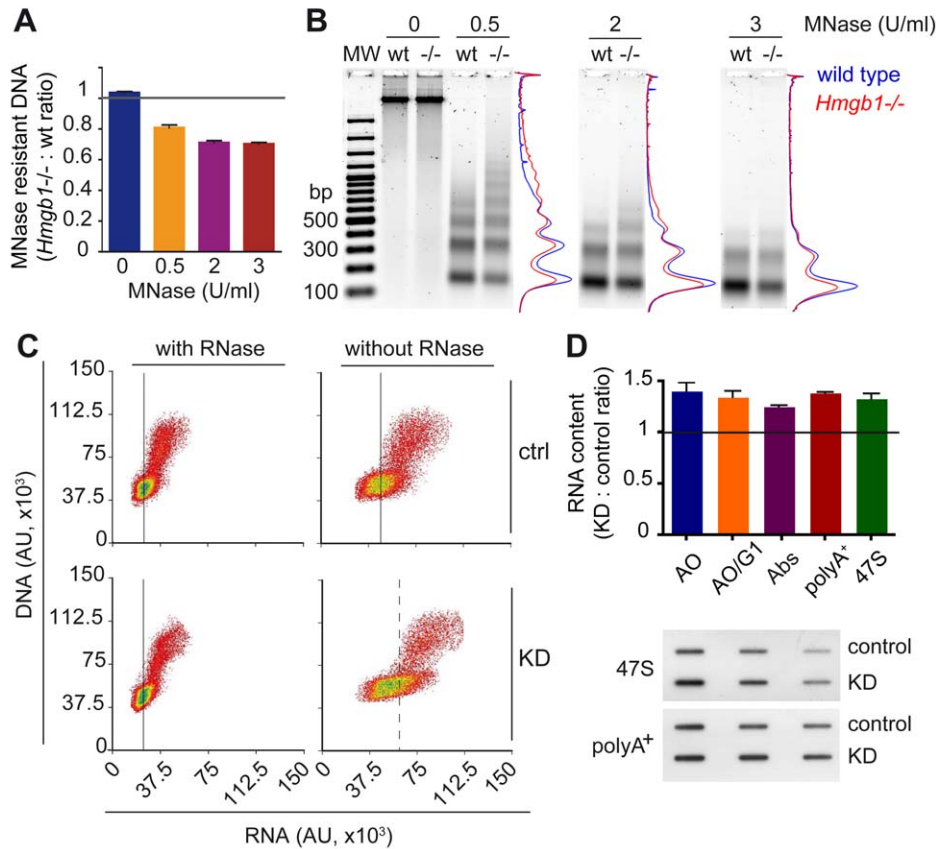 A
MNase resistant DNA
(Hmgb1-/- : wt ratio)
1
0.8
0.6
0.4
0.2
0
0 0.5 2 3
MNase (U/ml)
B
0 0.5 2 3 MNase (U/ml)
MW wt -/- wt -/- wt -/- wt -/-
wild type
Hmgb1-/-
bp
500
300
100
C
with RNase without RNase
DNA (AU, x10³)
150
112.5
75
37.5
0
ctrl
150
112.5
75
37.5
0
KD
0 37.5 75 112.5 150 0 37.5 75 112.5 150
RNA (AU, x10³)
D
RNA content
(KD : control ratio)
1.5
1
0.5
0
AO AO/G1 Abs polyA+ 47S
47S
control
KD
polyA+
control
KD